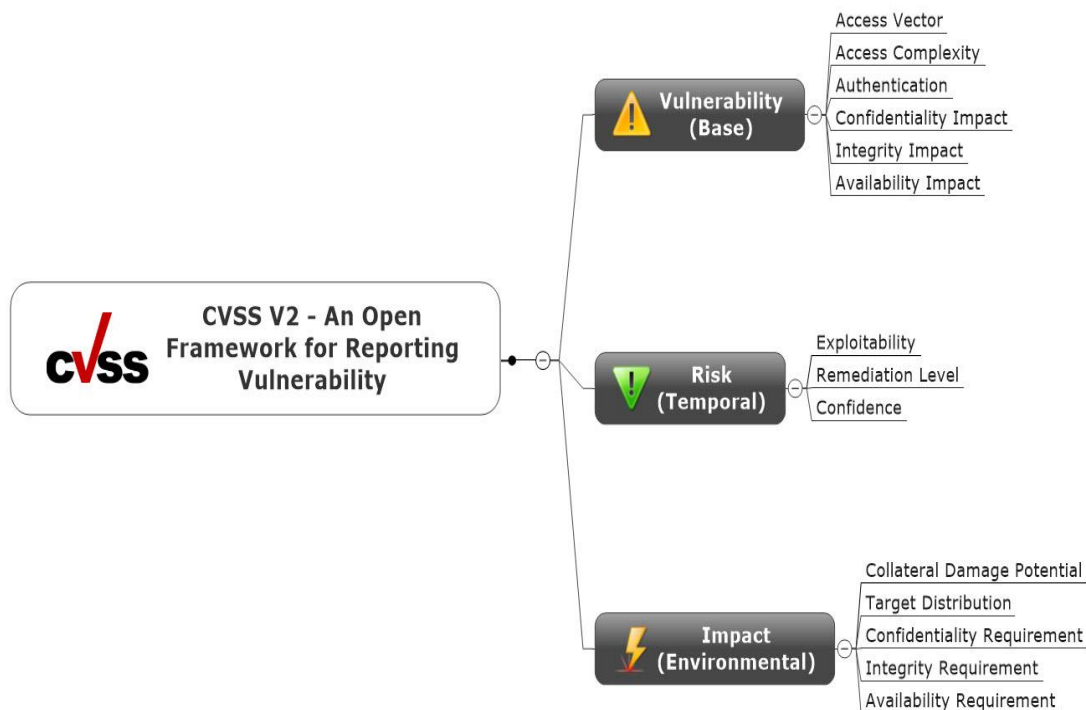 Access Vector
Access Complexity
Authentication
Confidentiality Impact
Integrity Impact
Availability Impact
Vulnerability
(Base)
CVSS
CVSS V2 - An Open
Framework for Reporting
Vulnerability
Exploitability
Remediation Level
Confidence
Risk
(Temporal)
Collateral Damage Potential
Target Distribution
Confidentiality Requirement
Integrity Requirement
Availability Requirement
Impact
(Environmental)